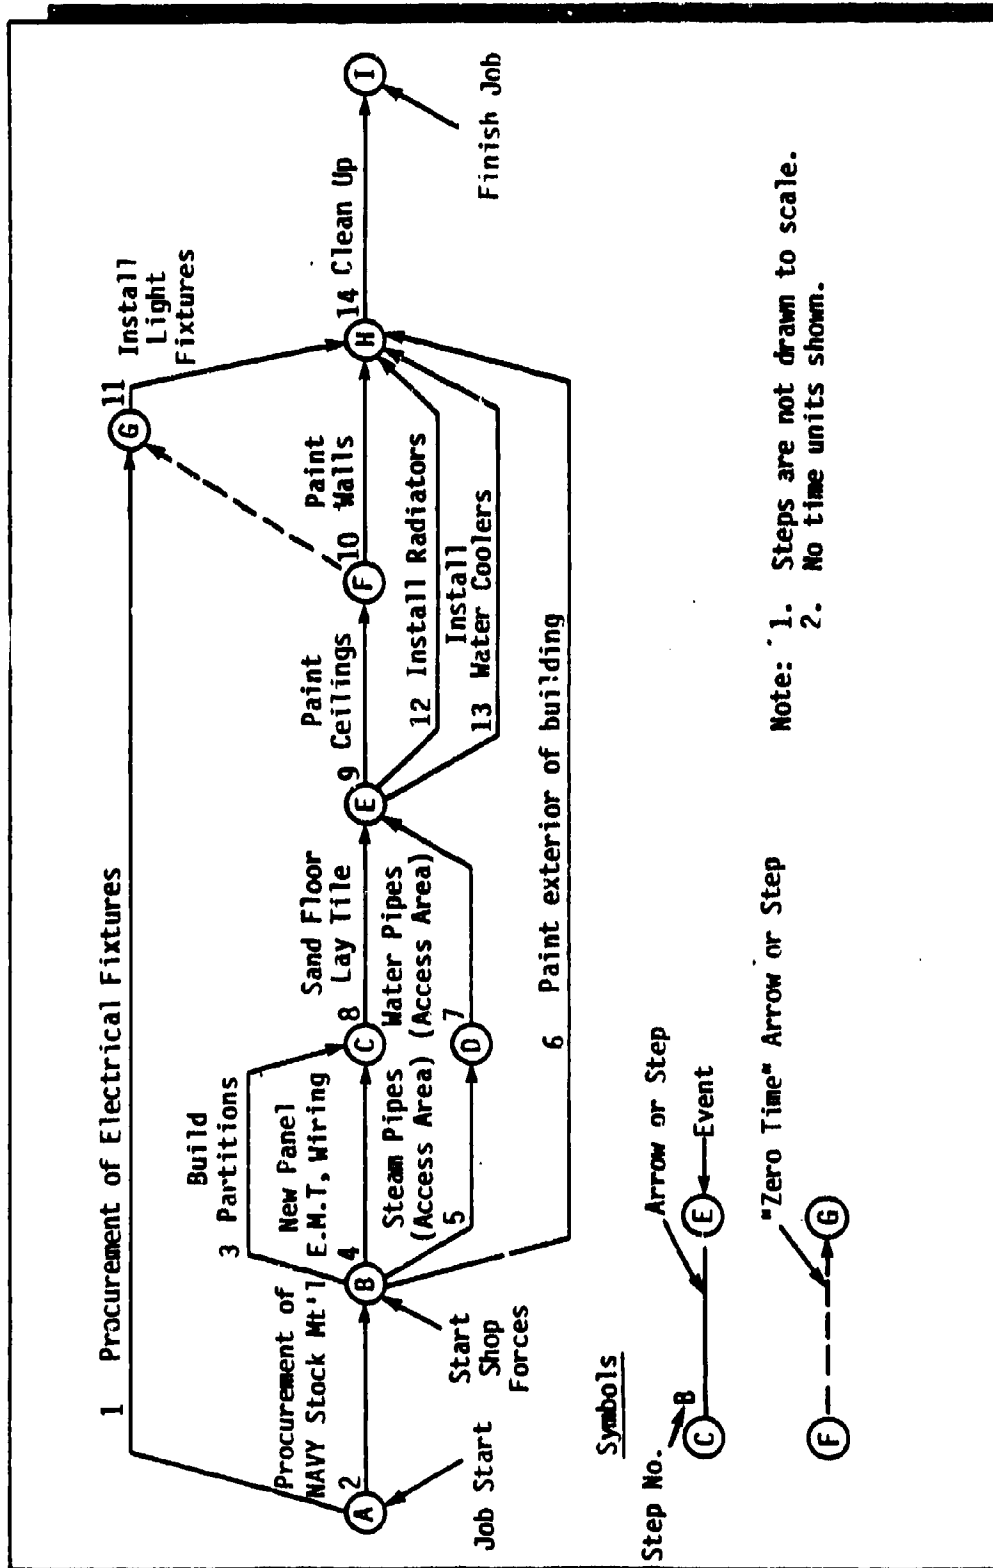 1 Procurement of Electrical Fixtures
Build
3 Partitions
11 Install
Light
Fixtures
G
Procurement of
NAVY Stock Mt'l
2
A
Job Start
New Panel
E.M.T, Wiring
4
B
Start
Shop
Forces
Steam Pipes
(Access Area)
5
Sand Floor
Lay Tile
8
C
Water Pipes
(Access Area)
7
D
Paint
9 Ceilings
E
Paint
10 Walls
F
12 Install Radiators
Install
13 Water Coolers
14 Clean Up
H
I
Finish Job
6 Paint exterior of building
Symbols
Step No.
B
C
E
Arrow or Step
Event
"Zero Time" Arrow or Step
F
G
Note: 1. Steps are not drawn to scale.
2. No time units shown.